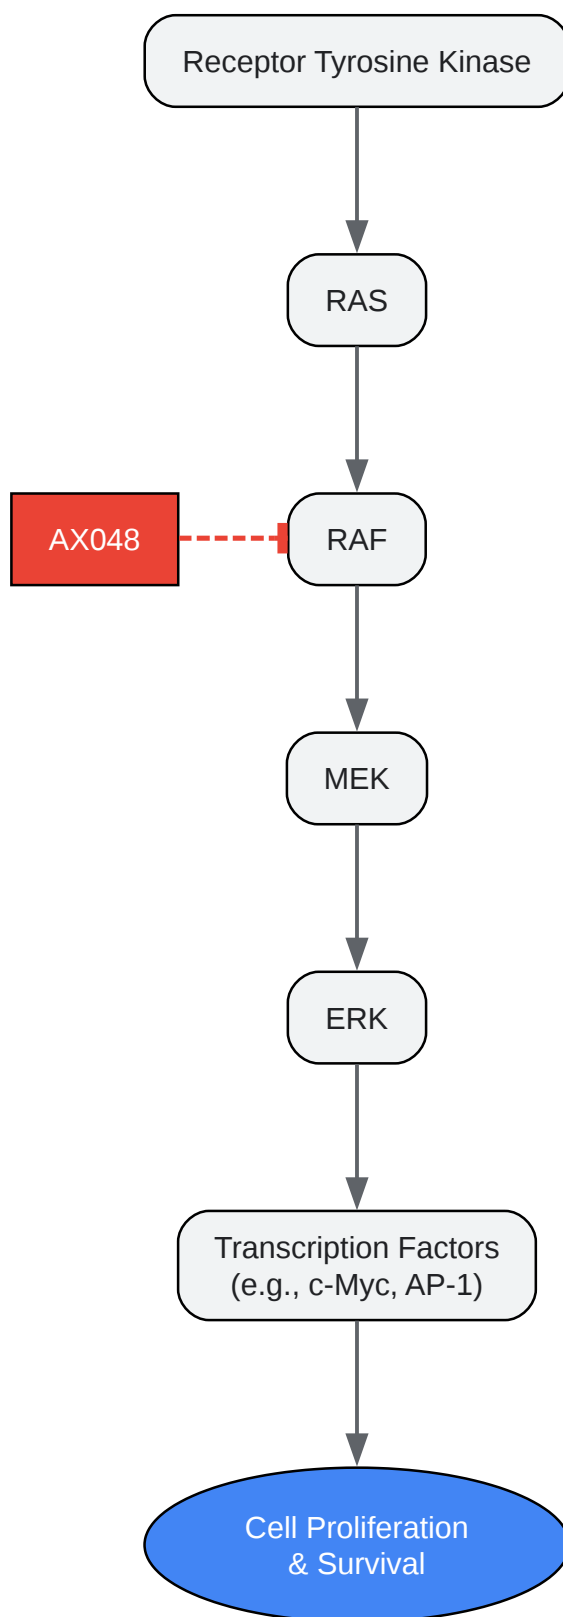 Receptor Tyrosine Kinase
RAS
AX048
RAF
MEK
ERK
Transcription Factors
(e.g., c-Myc, AP-1)
Cell Proliferation
& Survival